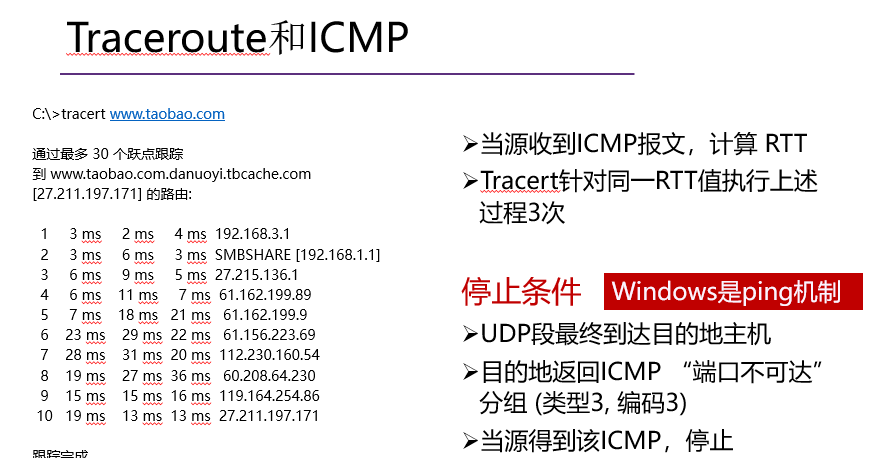 Traceroute和ICMP
C:\>tracert www.taobao.com
通过最多 30 个跃点跟踪
到 www.taobao.com.danuoyi.tbcache.com
[27.211.197.171] 的路由:
1 3 ms 2 ms 4 ms 192.168.3.1
2 3 ms 6 ms 3 ms SMBSHARE [192.168.1.1]
3 6 ms 9 ms 5 ms 27.215.136.1
4 6 ms 11 ms 7 ms 61.162.199.89
5 7 ms 18 ms 21 ms 61.162.199.9
6 23 ms 29 ms 22 ms 61.156.223.69
7 28 ms 31 ms 20 ms 112.230.160.54
8 19 ms 27 ms 36 ms 60.208.64.230
9 15 ms 15 ms 16 ms 119.164.254.86
10 19 ms 13 ms 13 ms 27.211.197.171
跟踪完成
➢当源收到ICMP报文，计算 RTT
➢Tracert针对同一RTT值执行上述
过程3次
停止条件
Windows是ping机制
➢UDP段最终到达目的地主机
➢目的地返回ICMP “端口不可达”
分组 (类型3, 编码3)
➢当源得到该ICMP，停止